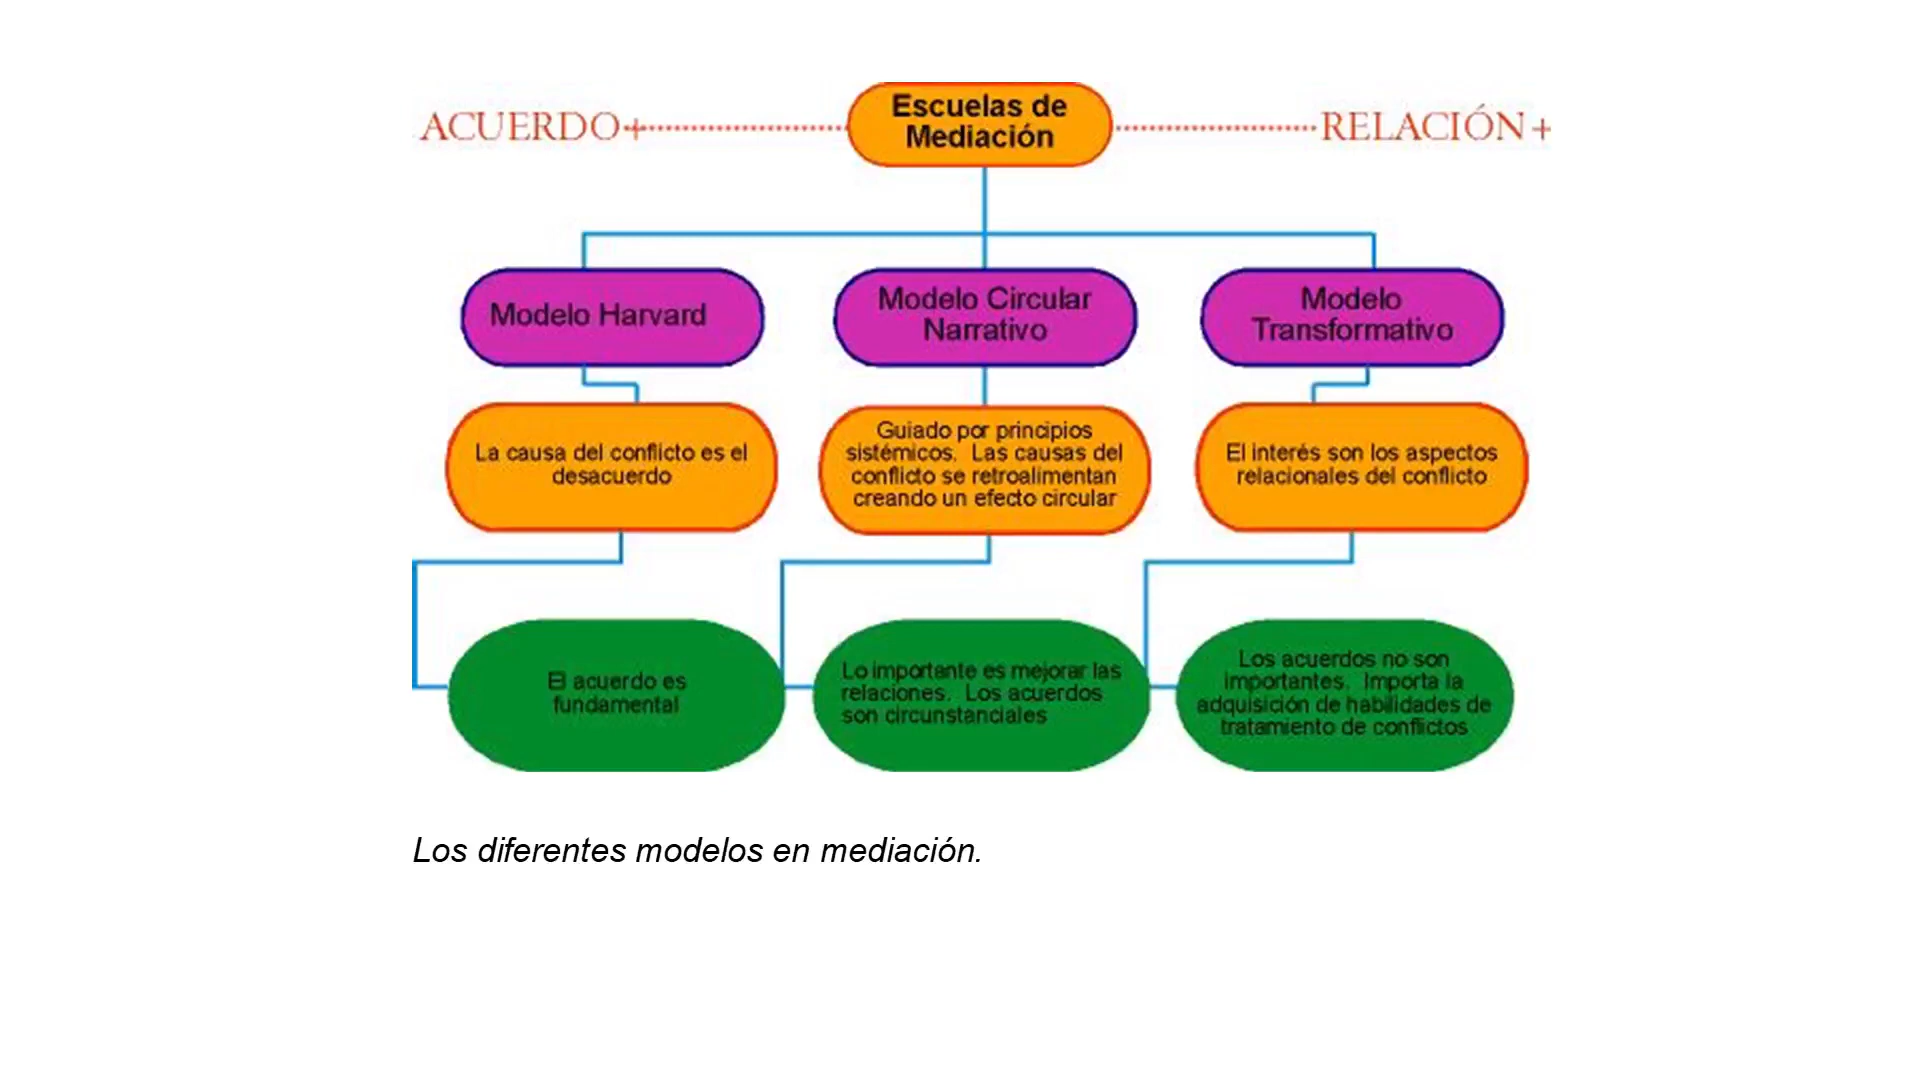 ACUERDO+
Escuelas de
Mediación
RELACIÓN+
Modelo Harvard
Modelo Circular
Narrativo
Modelo
Transformativo
La causa del conflicto es el
desacuerdo
Guiado por principios
sistémicos. Las causas del
conflicto se retroalimentan
creando un efecto circular
El interés son los aspectos
relacionales del conflicto
El acuerdo es
fundamental
Lo importante es mejorar las
relaciones. Los acuerdos
son circunstanciales
Los acuerdos no son
importantes. Importa la
adquisición de habilidades de
tratamiento de conflictos
Los diferentes modelos en mediación.